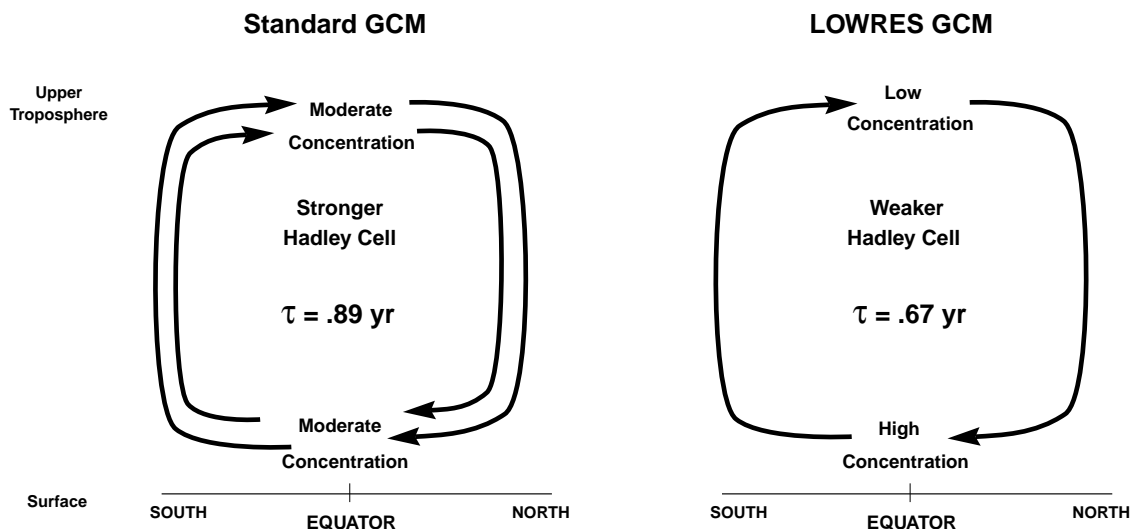 Standard GCM
Upper
Troposphere
Moderate
Concentration
Stronger
Hadley Cell
τ = .89 yr
Moderate
Concentration
Surface
SOUTH
EQUATOR
NORTH
LOWRES GCM
Low
Concentration
Weaker
Hadley Cell
τ = .67 yr
High
Concentration
SOUTH
EQUATOR
NORTH